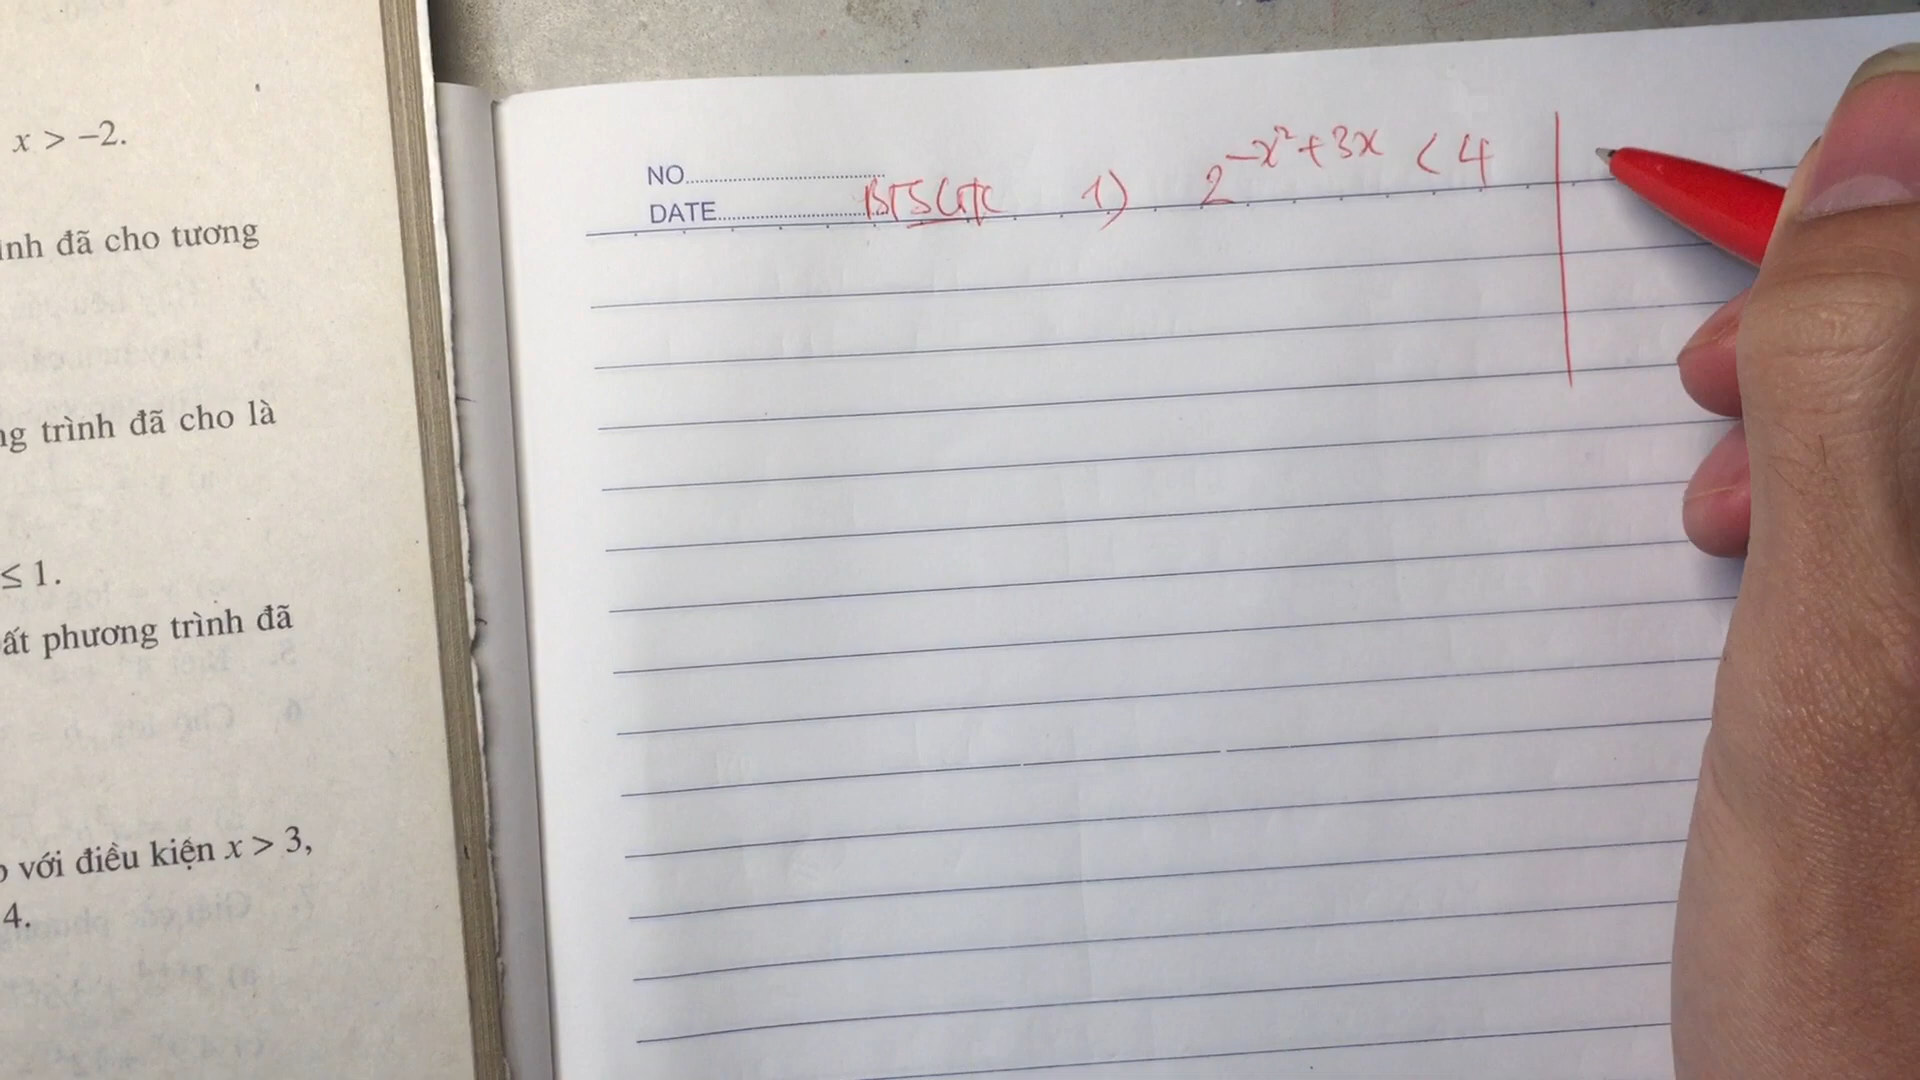 x > −2.
ình đã cho tương
ng trình đã cho là
≤ 1.
ất phương trình đã
với điều kiện x > 3,
4.
NO
DATE
BTSGK 1) 2^{-x²+3x} < 4